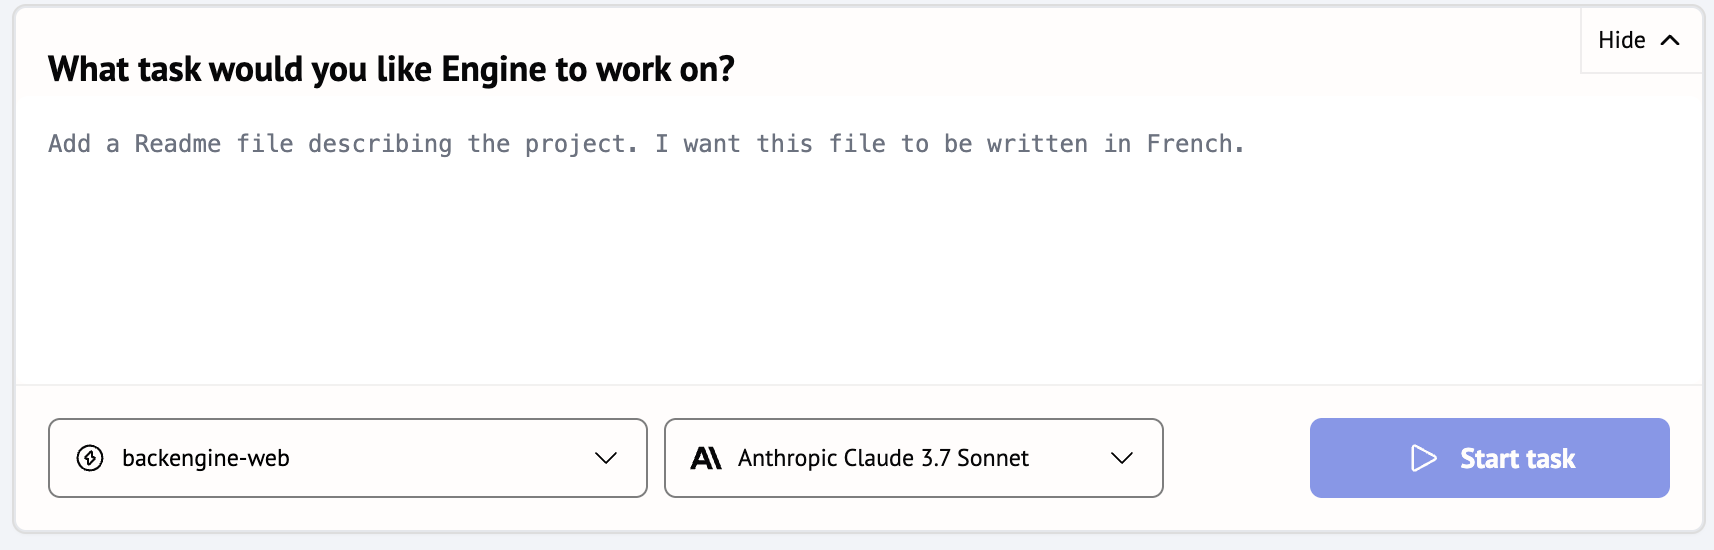 Hide
What task would you like Engine to work on?
Add a Readme file describing the project. I want this file to be written in French.
backengine-web
Anthropic Claude 3.7 Sonnet
Start task